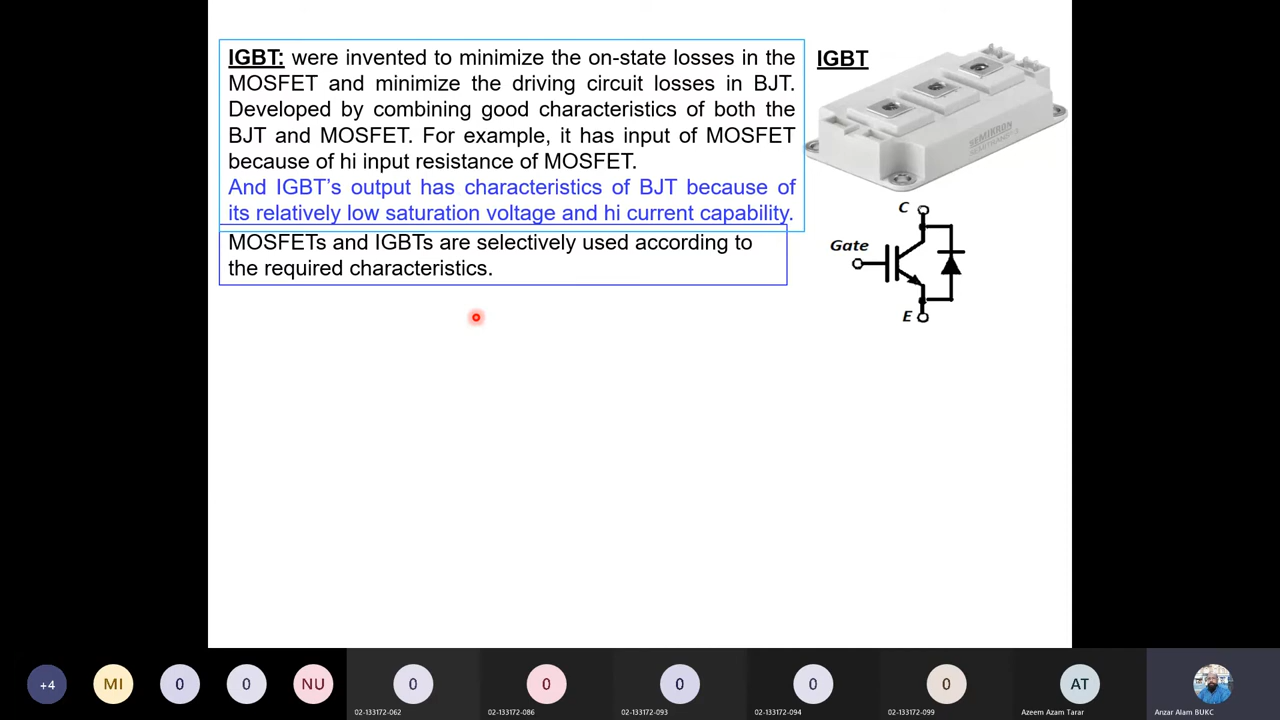 IGBT: were invented to minimize the on-state losses in the
MOSFET and minimize the driving circuit losses in BJT.
Developed by combining good characteristics of both the
BJT and MOSFET. For example, it has input of MOSFET
because of hi input resistance of MOSFET.
And IGBT’s output has characteristics of BJT because of
its relatively low saturation voltage and hi current capability.
MOSFETs and IGBTs are selectively used according to
the required characteristics.
IGBT
SEMIKRON
SEMITRANS
C
Gate
E
+4
MI
0
0
NU
0
0
0
0
0
AT
02-133172-062
02-133172-086
02-133172-093
02-133172-094
02-133172-099
Azeem Azam Tarar
Anzar Alam BUKC